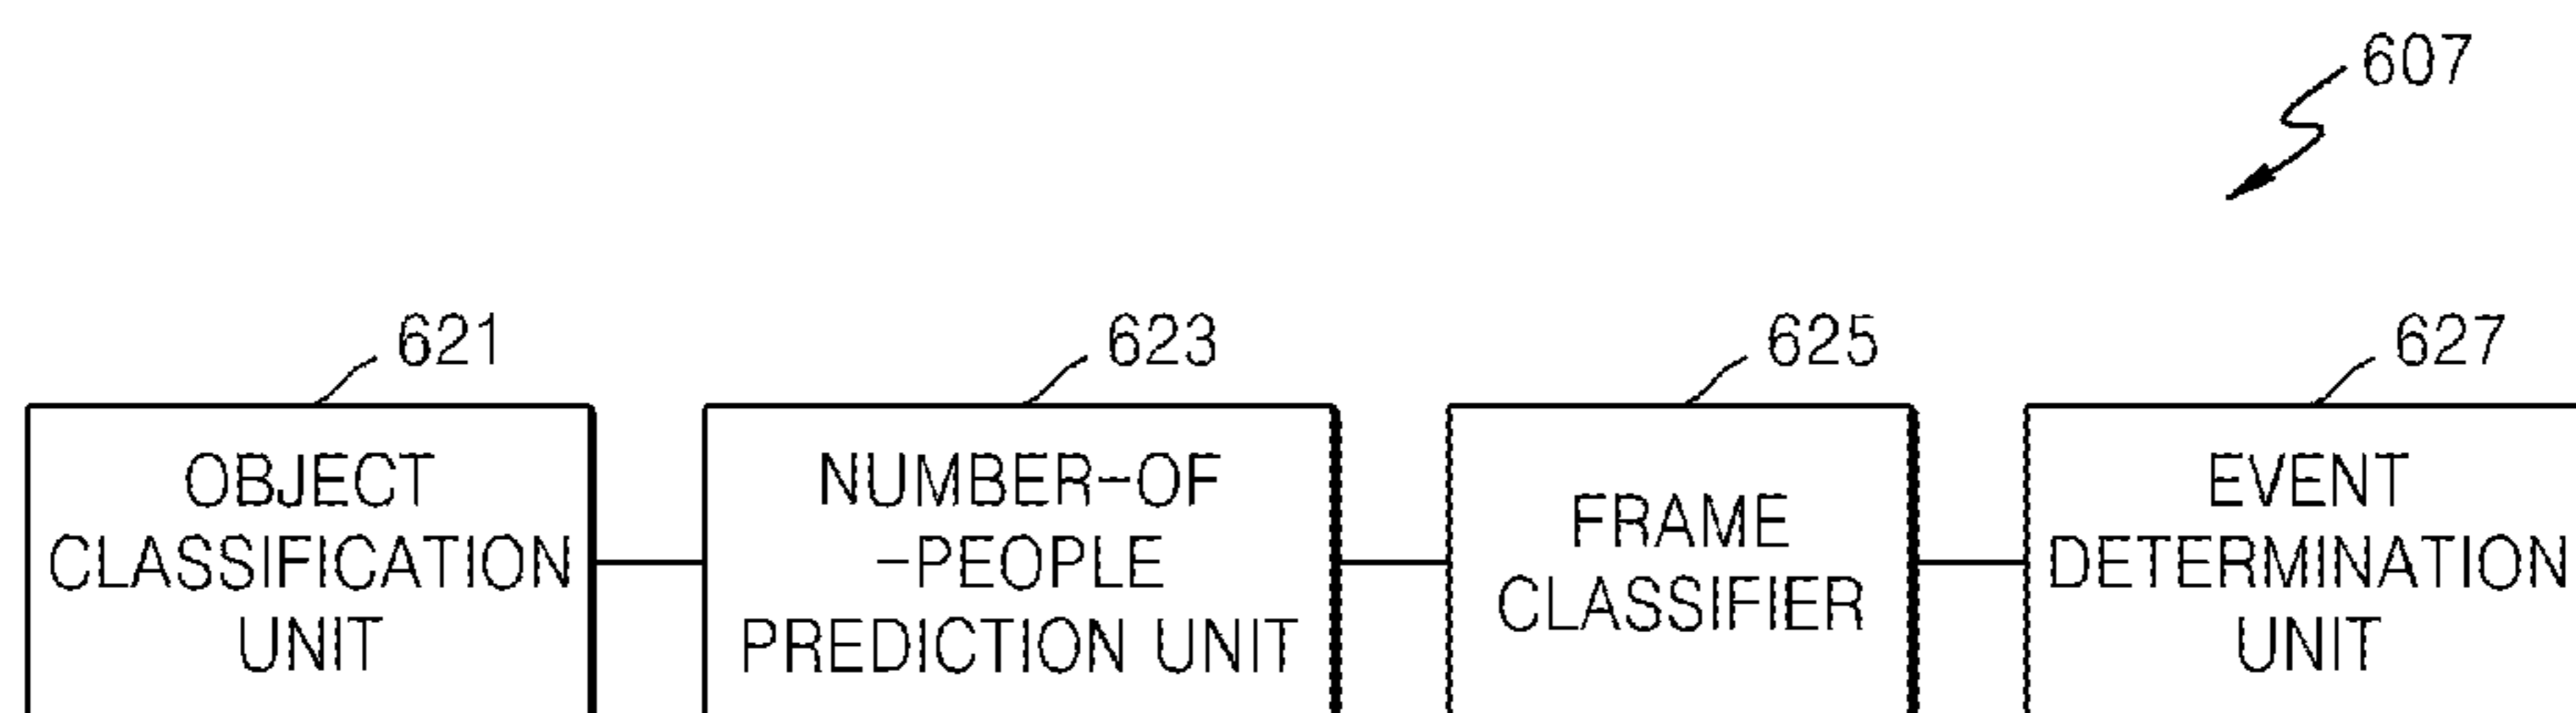 607
621
623
625
627
OBJECT
CLASSIFICATION
UNIT
NUMBER-OF
-PEOPLE
PREDICTION UNIT
FRAME
CLASSIFIER
EVENT
DETERMINATION
UNIT